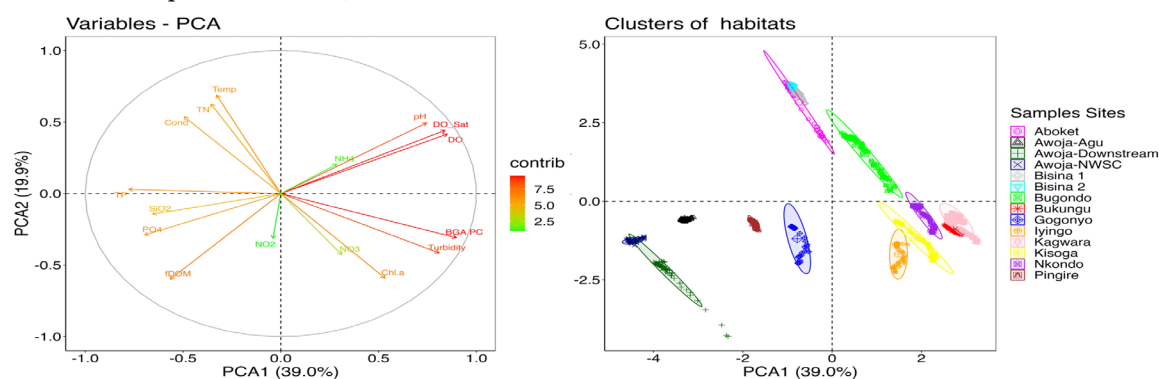 Variables - PCA
1.0
0.5
0.0
-0.5
-1.0
PCA2 (19.9%)
Temp
TN
Cond
pH
DO_Sat
DO
NH4
TP
SiO2
PO4
NO2
fDOM
NO3
BGA PC
Turbidity
Chl.a
-1.0 -0.5 0.0 0.5 1.0
PCA1 (39.0%)
contrib
7.5
5.0
2.5
Clusters of habitats
5.0
2.5
0.0
-2.5
-4 -2 0 2
PCA1 (39.0%)
Samples Sites
Aboket
Awoja-Agu
Awoja-Downstream
Awoja-NWSC
Bisina 1
Bisina 2
Bugondo
Bukungu
Gogonyo
Iyingo
Kagwara
Kisoga
Nkondo
Pingire